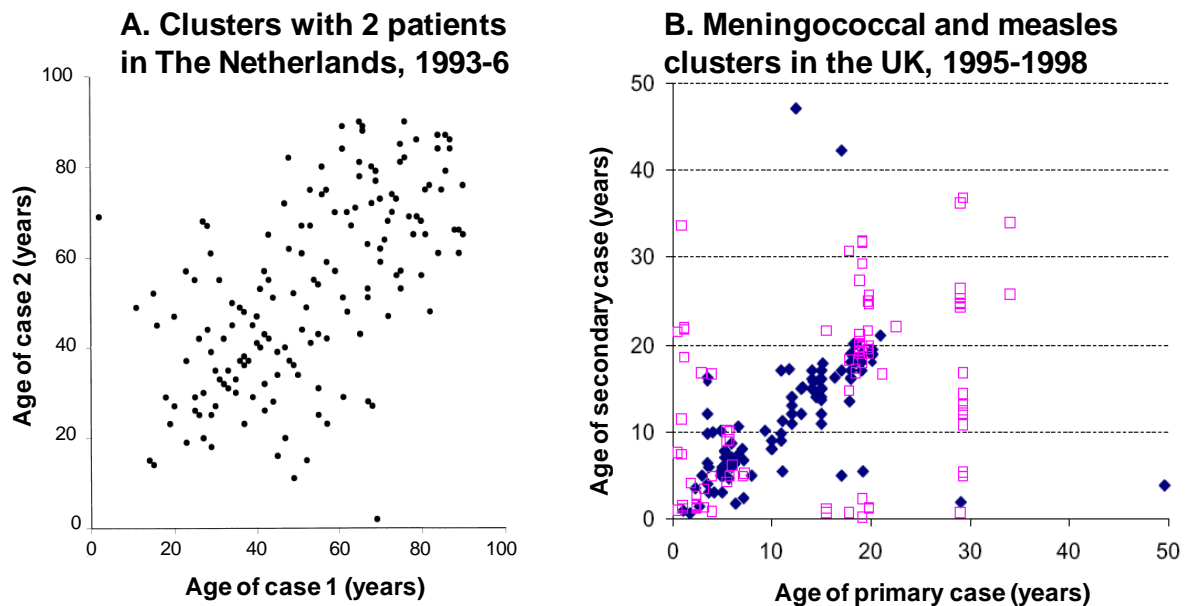 A. Clusters with 2 patients
in The Netherlands, 1993-6
100
80
60
40
20
0
0 20 40 60 80 100
Age of case 2 (years)
Age of case 1 (years)
B. Meningococcal and measles
clusters in the UK, 1995-1998
50
40
30
20
10
0
0 10 20 30 40 50
Age of secondary case (years)
Age of primary case (years)